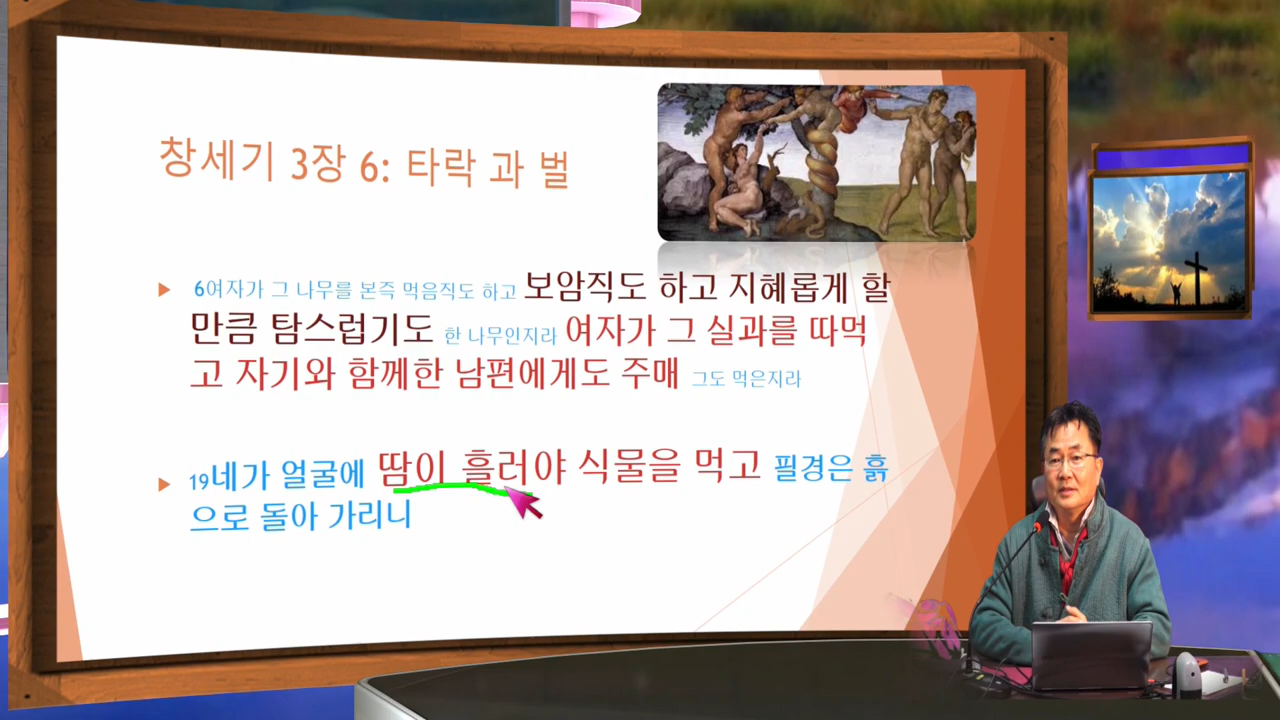 창세기 3장 6: 타락 과 벌
6여자가 그 나무를 본즉 먹음직도 하고 보암직도 하고 지혜롭게 할
만큼 탐스럽기도 한 나무인지라 여자가 그 실과를 따먹
고 자기와 함께한 남편에게도 주매 그도 먹은지라
19네가 얼굴에 땀이 흘러야 식물을 먹고 필경은 흙
으로 돌아 가리니